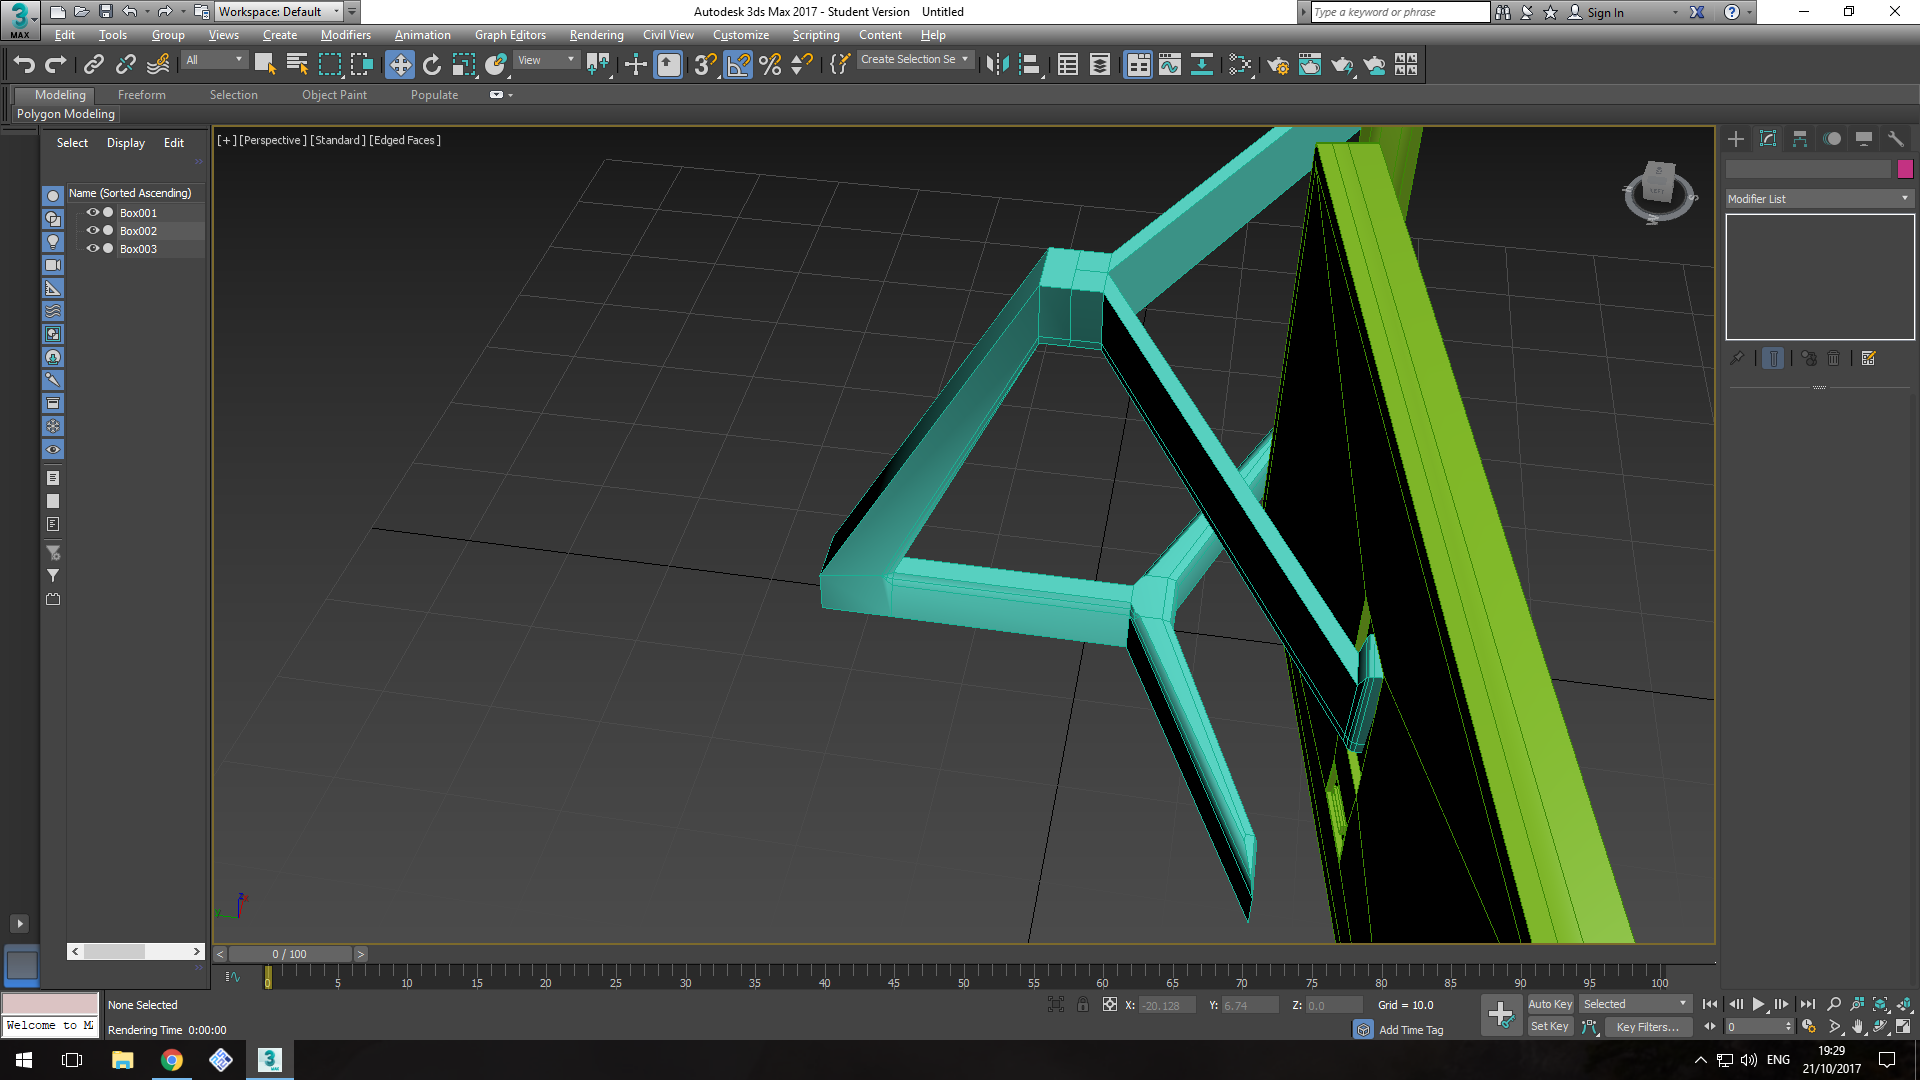 3
MAX
Workspace: Default
Autodesk 3ds Max 2017 - Student Version    Untitled
Type a keyword or phrase
Sign In
Edit Tools Group Views Create Modifiers Animation Graph Editors Rendering Civil View Customize Scripting Content Help
All
View
3
Create Selection Se
Modeling Freeform Selection Object Paint Populate
Polygon Modeling
Select Display Edit
Name (Sorted Ascending)
Box001
Box002
Box003
[+] [Perspective] [Standard] [Edged Faces]
Modifier List
0 / 100
0 5 10 15 20 25 30 35 40 45 50 55 60 65 70 75 80 85 90 95 100
None Selected
X: -20.128 Y: 6.74 Z: 0.0 Grid = 10.0
Auto Key Selected
Welcome to M
Rendering Time 0:00:00
Add Time Tag
Set Key Key Filters...
0
3
MAX
ENG
19:29
21/10/2017